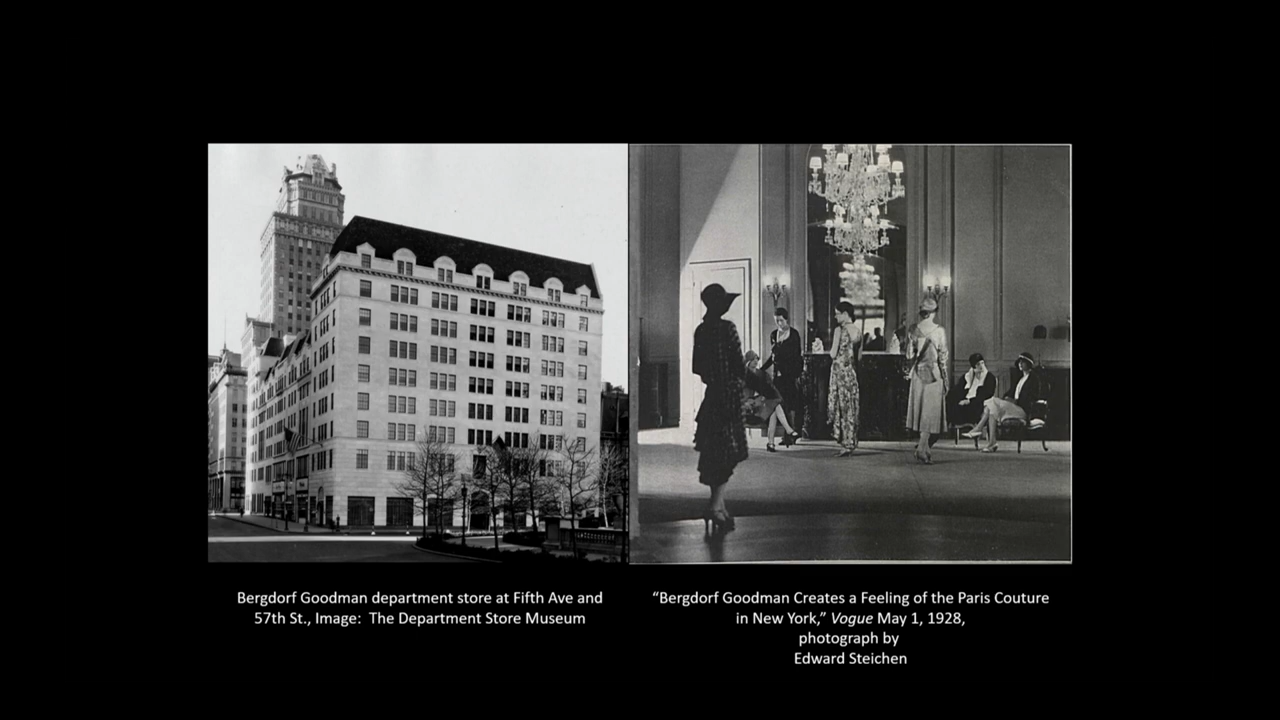 Bergdorf Goodman department store at Fifth Ave and
57th St., Image:  The Department Store Museum
“Bergdorf Goodman Creates a Feeling of the Paris Couture
in New York,” Vogue May 1, 1928,
photograph by
Edward Steichen